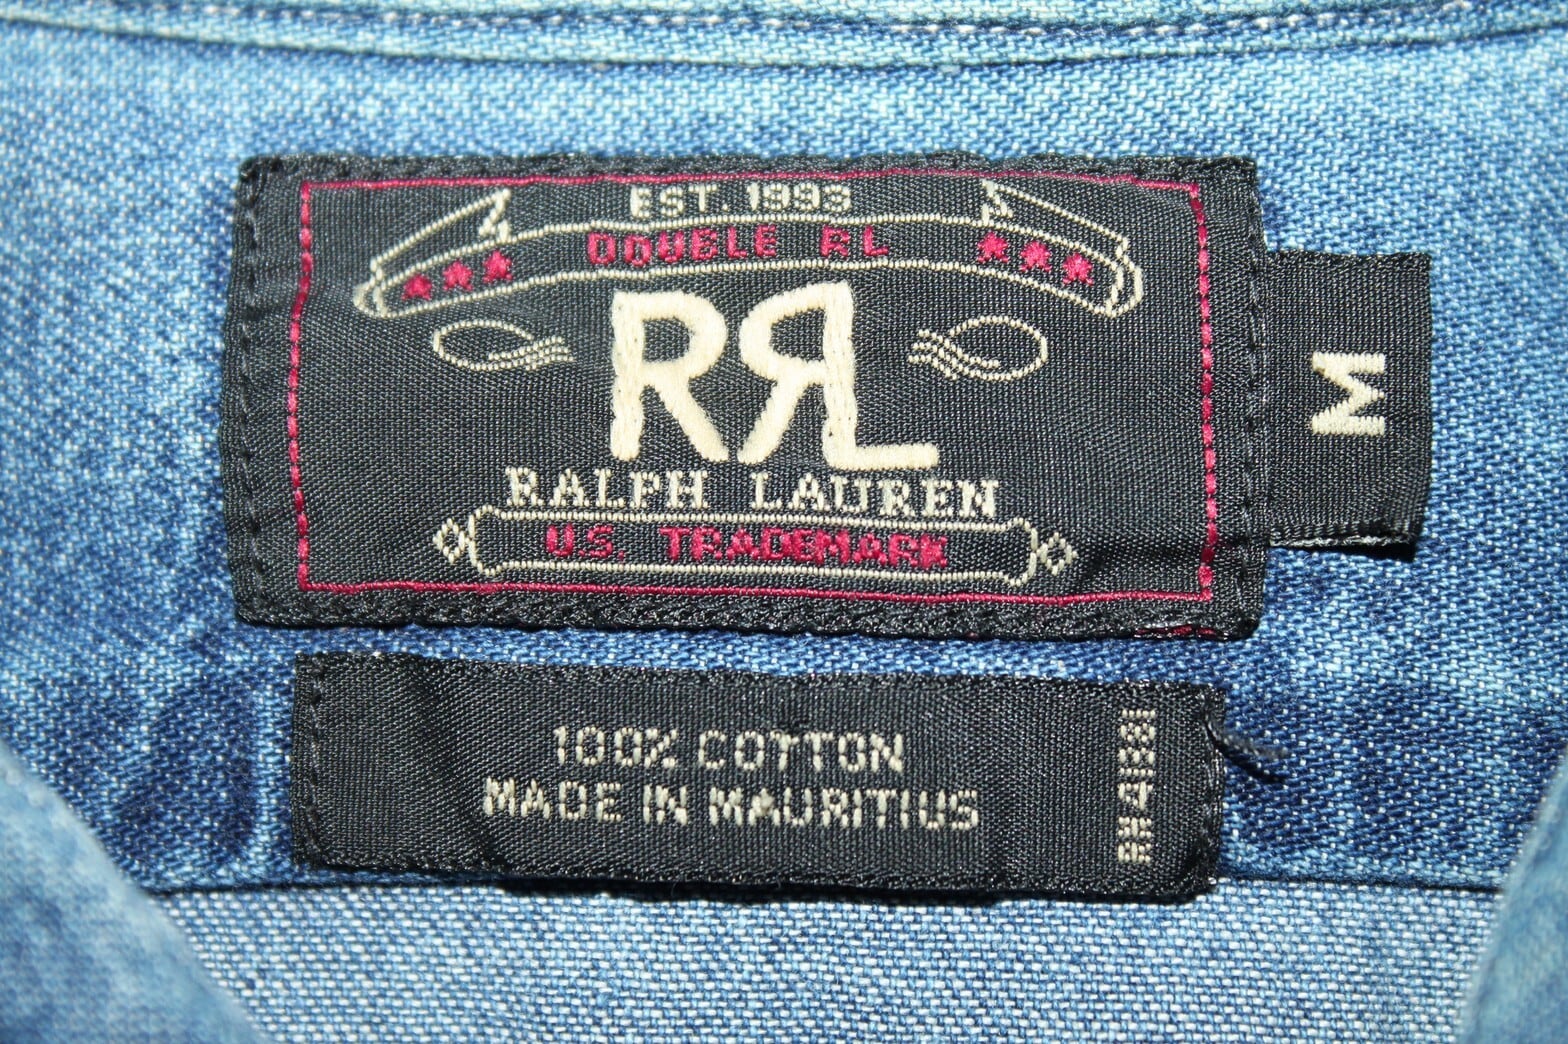 EST. 1993
DOUBLE RL
RRL
RALPH LAUREN
U.S. TRADEMARK
M
100% COTTON
MADE IN MAURITIUS